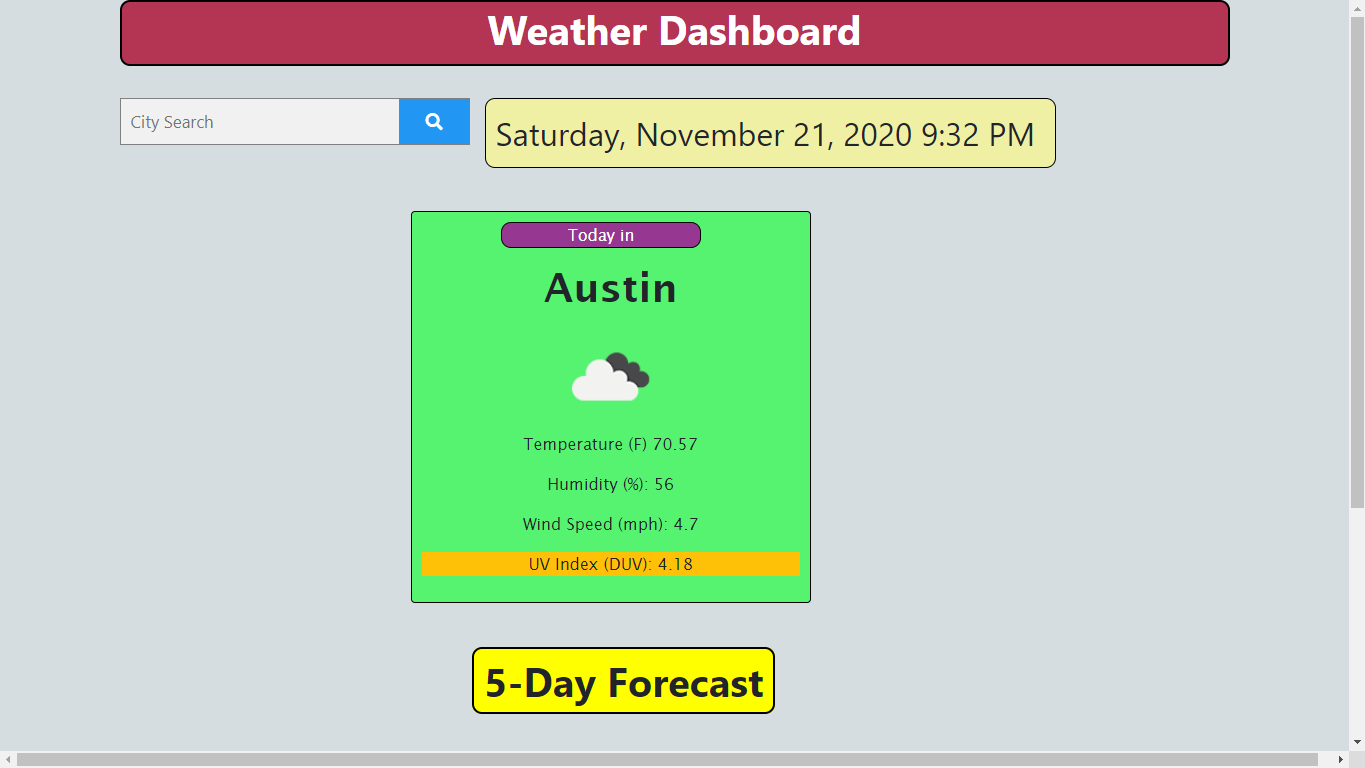 Weather Dashboard
City Search
Saturday, November 21, 2020 9:32 PM
Today in
Austin
Temperature (F) 70.57
Humidity (%): 56
Wind Speed (mph): 4.7
UV Index (DUV): 4.18
5-Day Forecast